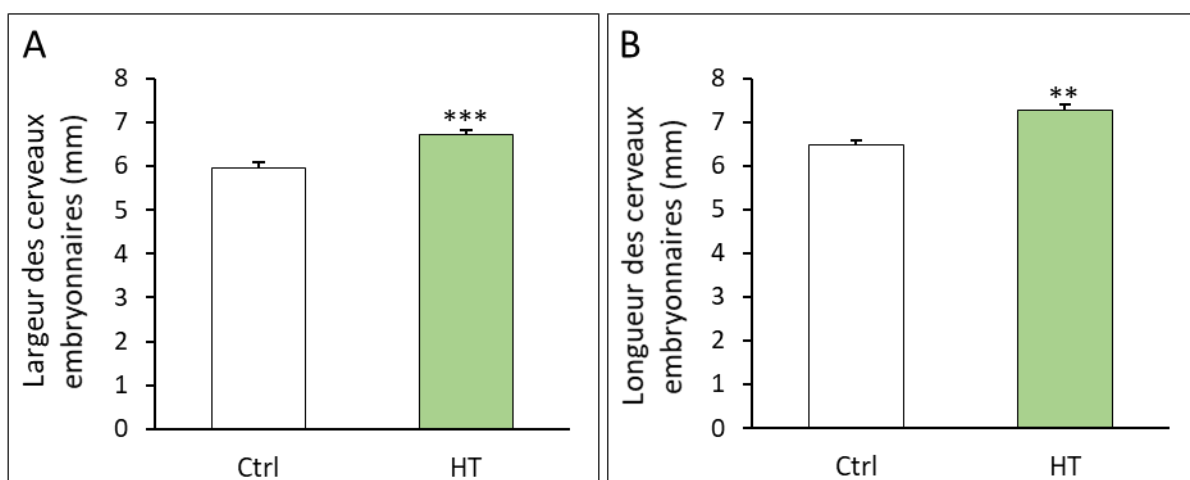 A
Largeur des cerveaux
embryonnaires (mm)
8
7
6
5
4
3
2
1
0
***
Ctrl
HT
B
Longueur des cerveaux
embryonnaires (mm)
8
7
6
5
4
3
2
1
0
**
Ctrl
HT